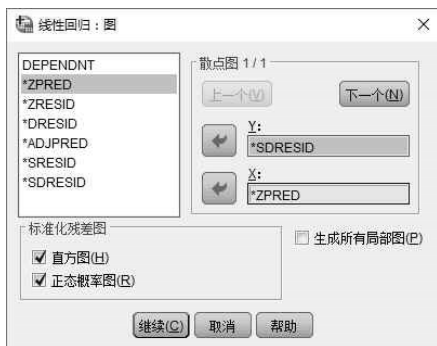 线性回归：图
DEPENDNT
*ZPRED
*ZRESID
*DRESID
*ADJPRED
*SRESID
*SDRESID
散点图 1 / 1
上一个(V)
下一个(N)
Y:
*SDRESID
X:
*ZPRED
标准化残差图
直方图(H)
正态概率图(R)
生成所有局部图(P)
继续(C)
取消
帮助